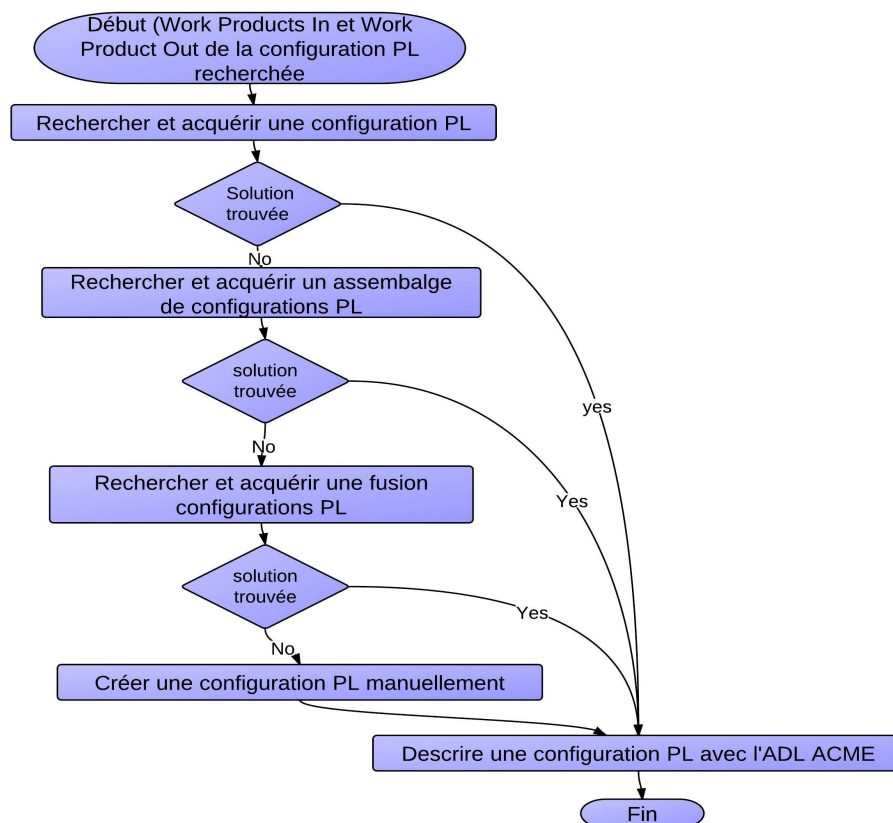 Début (Work Products In et Work
Product Out de la configuration PL
recherchée
Rechercher et acquérir une configuration PL
Solution
trouvée
No
Rechercher et acquérir un assembalge
de configurations PL
solution
trouvée
yes
No
Yes
Rechercher et acquérir une fusion
configurations PL
solution
trouvée
Yes
No
Créer une configuration PL manuellement
Descrire une configuration PL avec l'ADL ACME
Fin